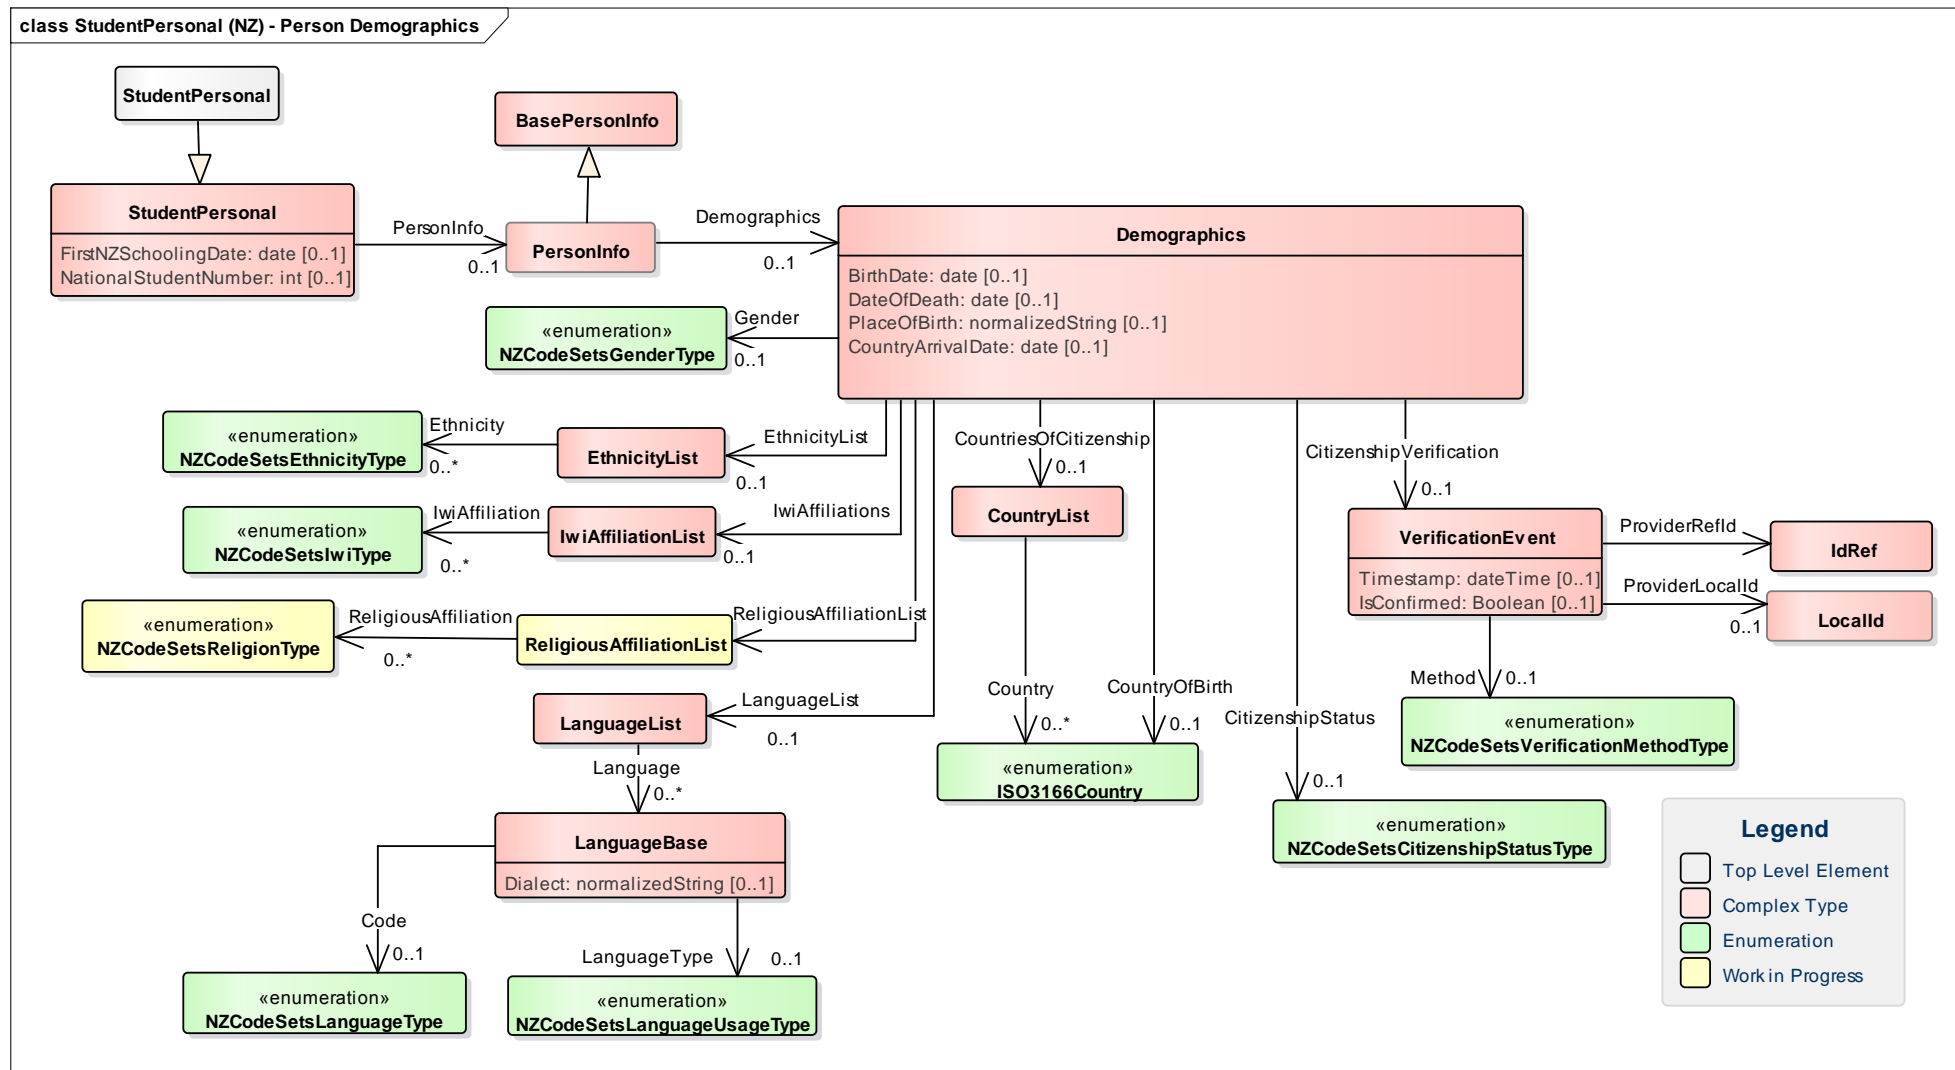 class StudentPersonal (NZ) - Person Demographics
StudentPersonal
BasePersonInfo
StudentPersonal
FirstNZSchoolingDate: date [0..1]
NationalStudentNumber: int [0..1]
PersonInfo
0..1
PersonInfo
Demographics
0..1
Demographics
BirthDate: date [0..1]
DateOfDeath: date [0..1]
PlaceOfBirth: normalizedString [0..1]
CountryArrivalDate: date [0..1]
«enumeration»
NZCodeSetsGenderType
Gender
0..1
«enumeration»
NZCodeSetsEthnicityType
Ethnicity
0..*
EthnicityList
EthnicityList
0..1
CountriesOfCitizenship
0..1
CitizenshipVerification
0..1
«enumeration»
NZCodeSetsIwiType
IwiAffiliation
0..*
IwiAffiliationList
IwiAffiliations
0..1
CountryList
VerificationEvent
Timestamp: dateTime [0..1]
IsConfirmed: Boolean [0..1]
ProviderRefId
IdRef
ProviderLocalId
0..1
LocalId
«enumeration»
NZCodeSetsReligionType
ReligiousAffiliation
0..*
ReligiousAffiliationList
ReligiousAffiliationList
Method
0..1
«enumeration»
NZCodeSetsVerificationMethodType
LanguageList
LanguageList
0..1
Country
0..*
CountryOfBirth
0..1
CitizenshipStatus
0..1
Language
0..*
«enumeration»
ISO3166Country
«enumeration»
NZCodeSetsCitizenshipStatusType
LanguageBase
Dialect: normalizedString [0..1]
Code
0..1
LanguageType
0..1
«enumeration»
NZCodeSetsLanguageType
«enumeration»
NZCodeSetsLanguageUsageType
Legend
Top Level Element
Complex Type
Enumeration
Work in Progress